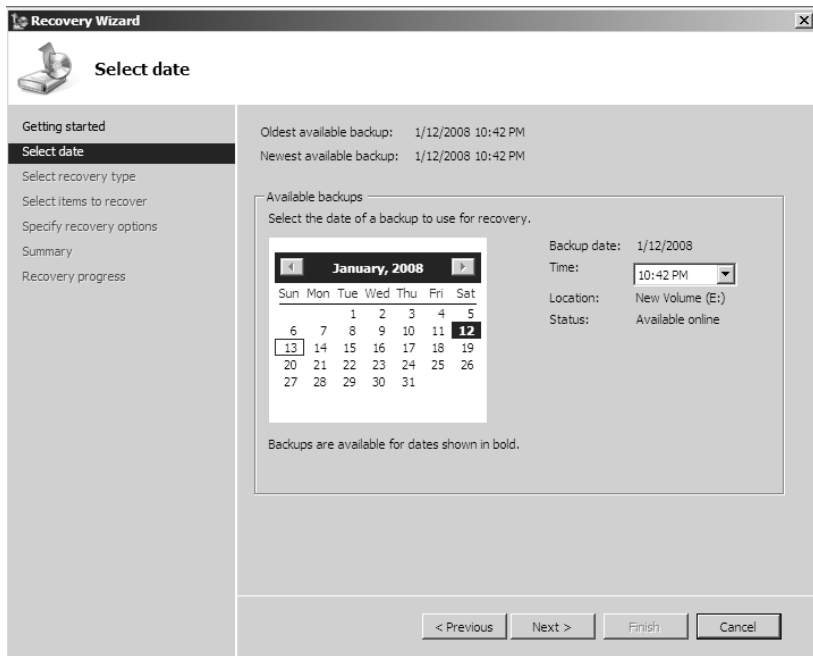 Recovery Wizard
Select date
Getting started
Select date
Select recovery type
Select items to recover
Specify recovery options
Summary
Recovery progress
Oldest available backup: 1/12/2008 10:42 PM
Newest available backup: 1/12/2008 10:42 PM
Available backups
Select the date of a backup to use for recovery.
January, 2008
Sun Mon Tue Wed Thu Fri Sat
1 2 3 4 5
6 7 8 9 10 11 12
13 14 15 16 17 18 19
20 21 22 23 24 25 26
27 28 29 30 31
Backup date: 1/12/2008
Time: 10:42 PM
Location: New Volume (E:)
Status: Available online
Backups are available for dates shown in bold.
< Previous Next > Finish Cancel